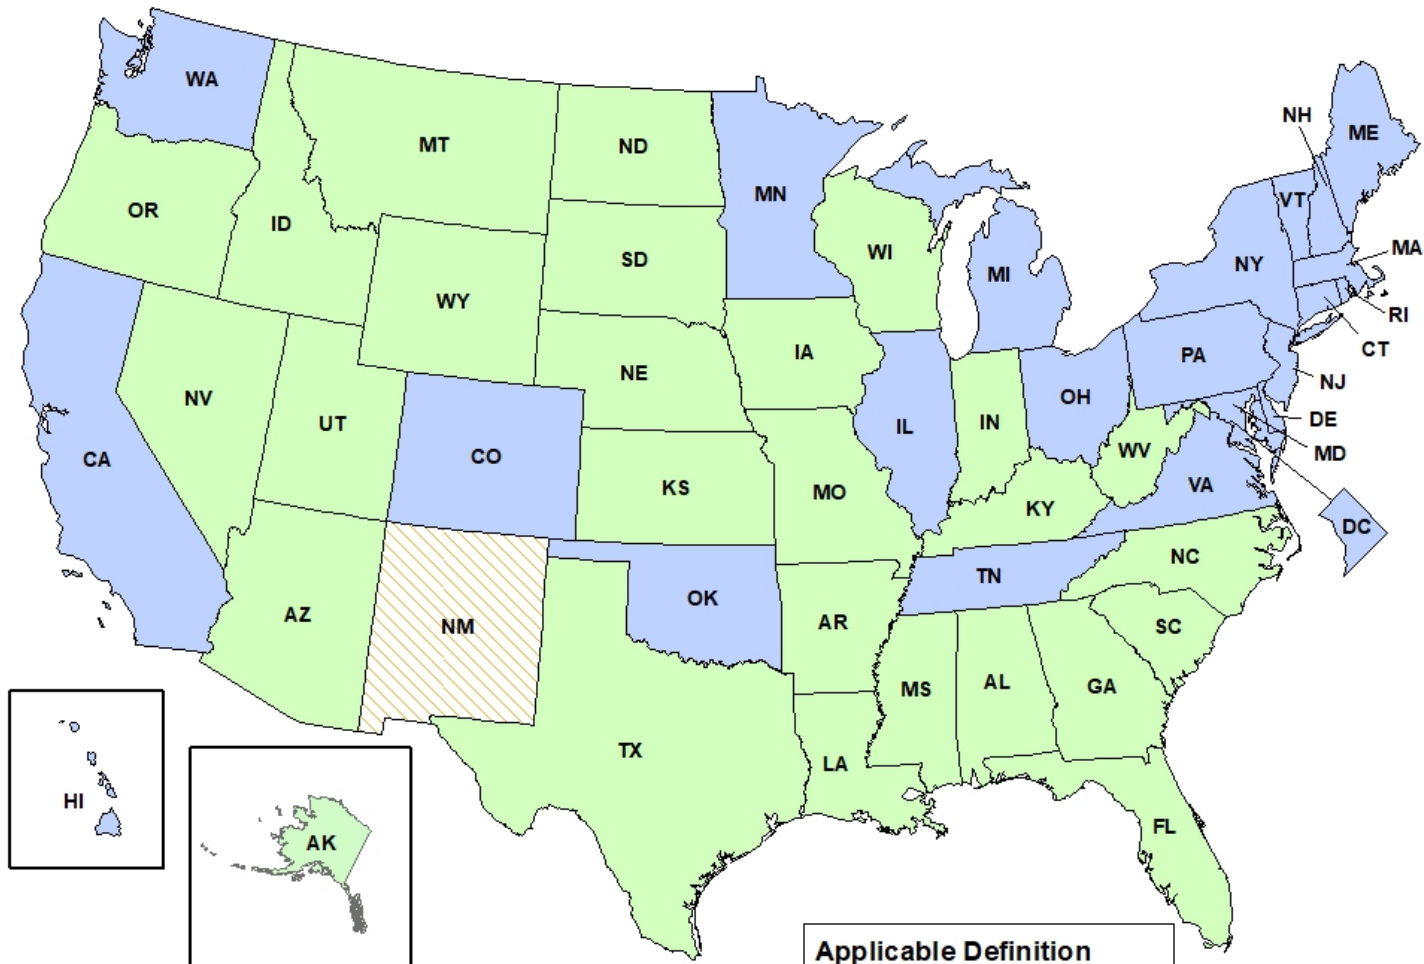 WA
MT
ND
MN
NH
ME
VT
OR
ID
SD
WI
MI
NY
MA
WY
RI
IA
PA
CT
NE
NJ
NV
UT
OH
IL
IN
DE
CO
WV
MD
CA
KS
MO
VA
KY
DC
NC
TN
OK
AZ
NM
AR
SC
MS
AL
GA
TX
LA
HI
FL
AK
Applicable Definition